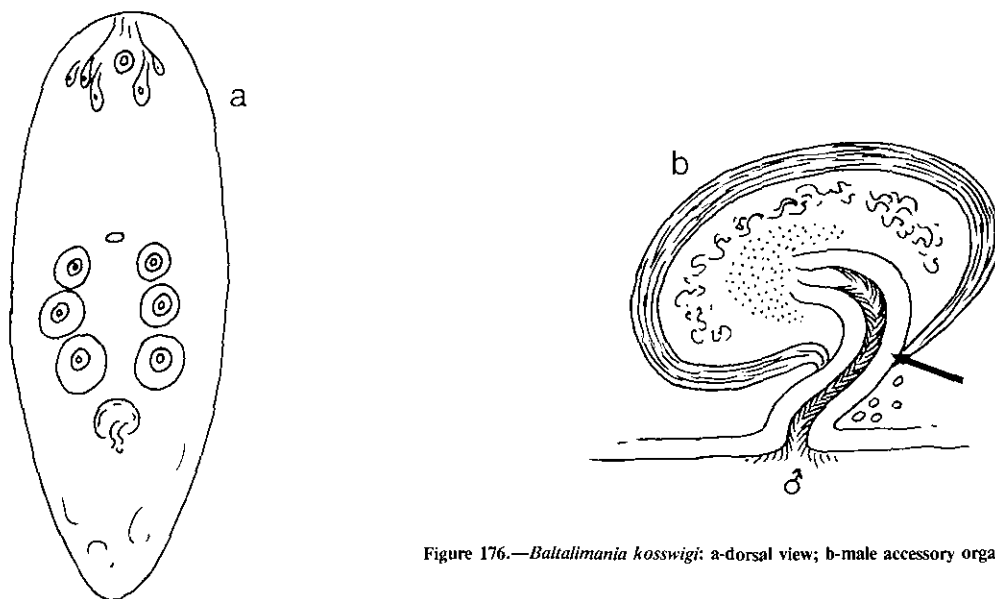 a
b
♂
Figure 176.—Baltalimania kosswigi: a-dorsal view; b-male accessory orga